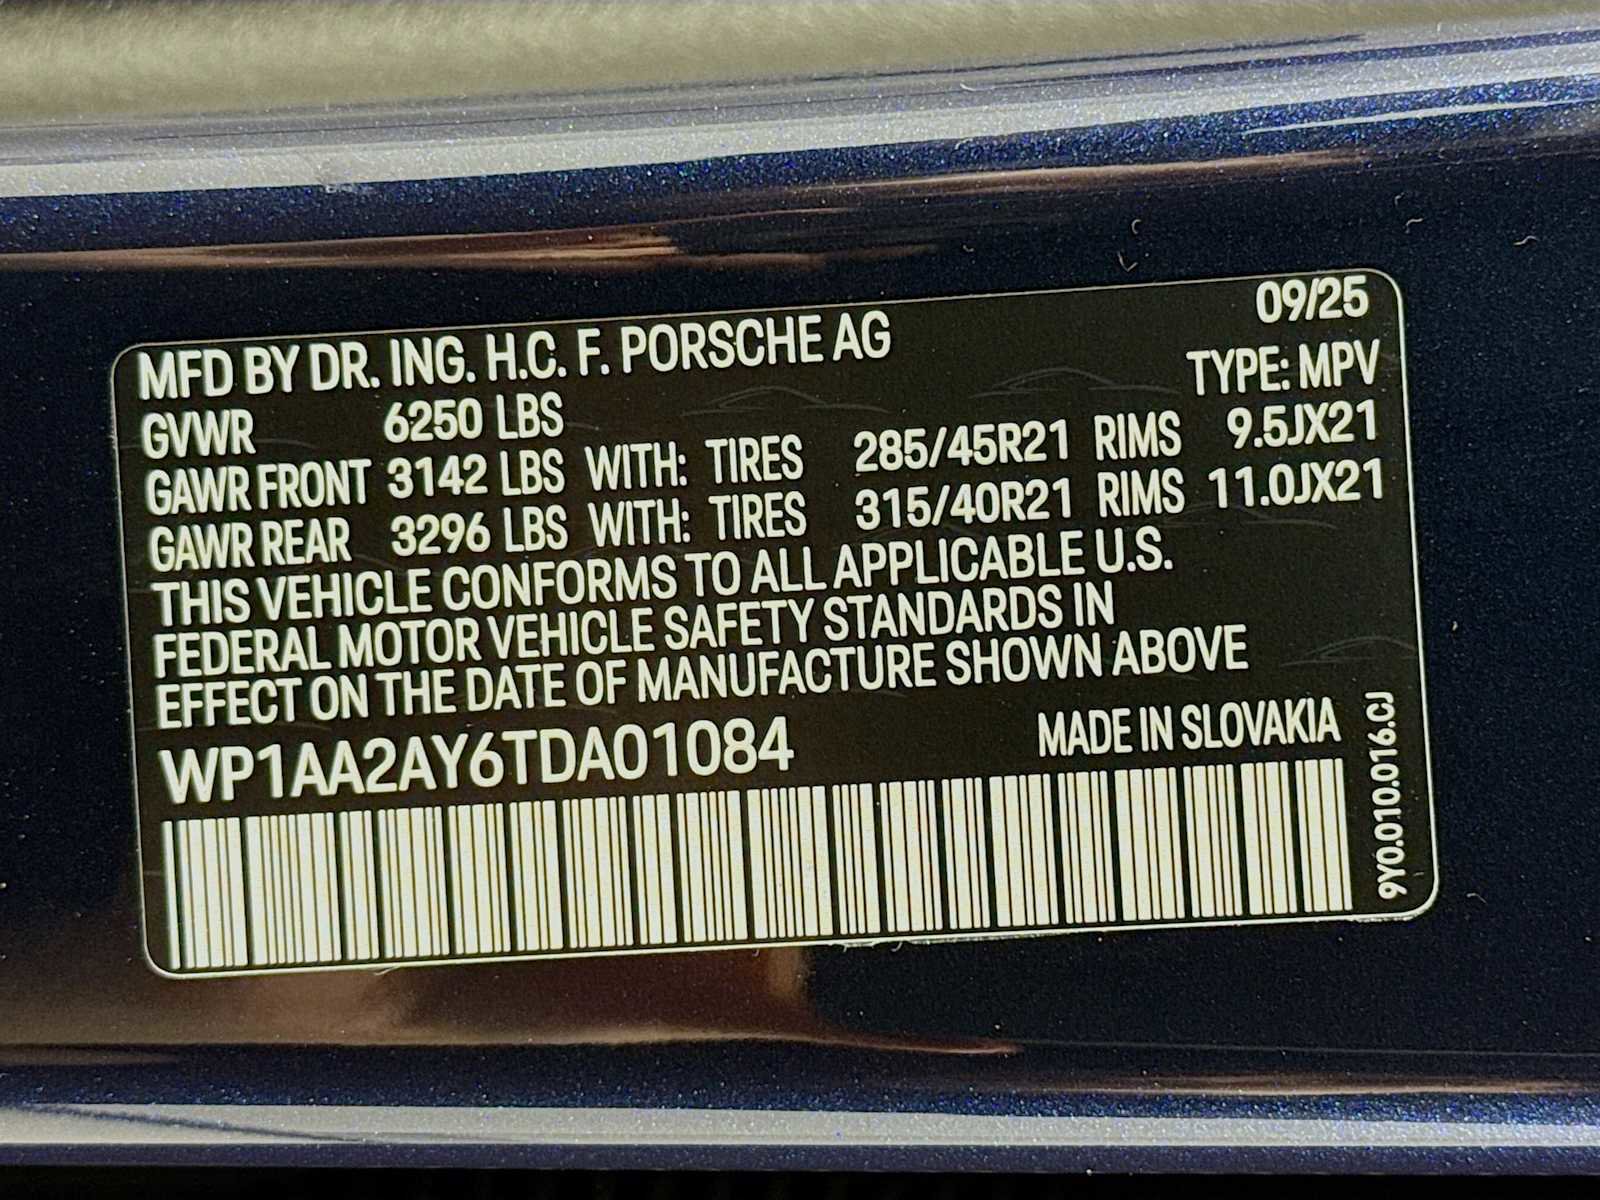 MFD BY DR. ING. H.C. F. PORSCHE AG 09/25
GVWR 6250 LBS TYPE: MPV
GAWR FRONT 3142 LBS WITH: TIRES 285/45R21 RIMS 9.5JX21
GAWR REAR 3296 LBS WITH: TIRES 315/40R21 RIMS 11.0JX21
THIS VEHICLE CONFORMS TO ALL APPLICABLE U.S.
FEDERAL MOTOR VEHICLE SAFETY STANDARDS IN
EFFECT ON THE DATE OF MANUFACTURE SHOWN ABOVE
WP1AA2AY6TDA01084 MADE IN SLOVAKIA
9Y0.010.016.CJ